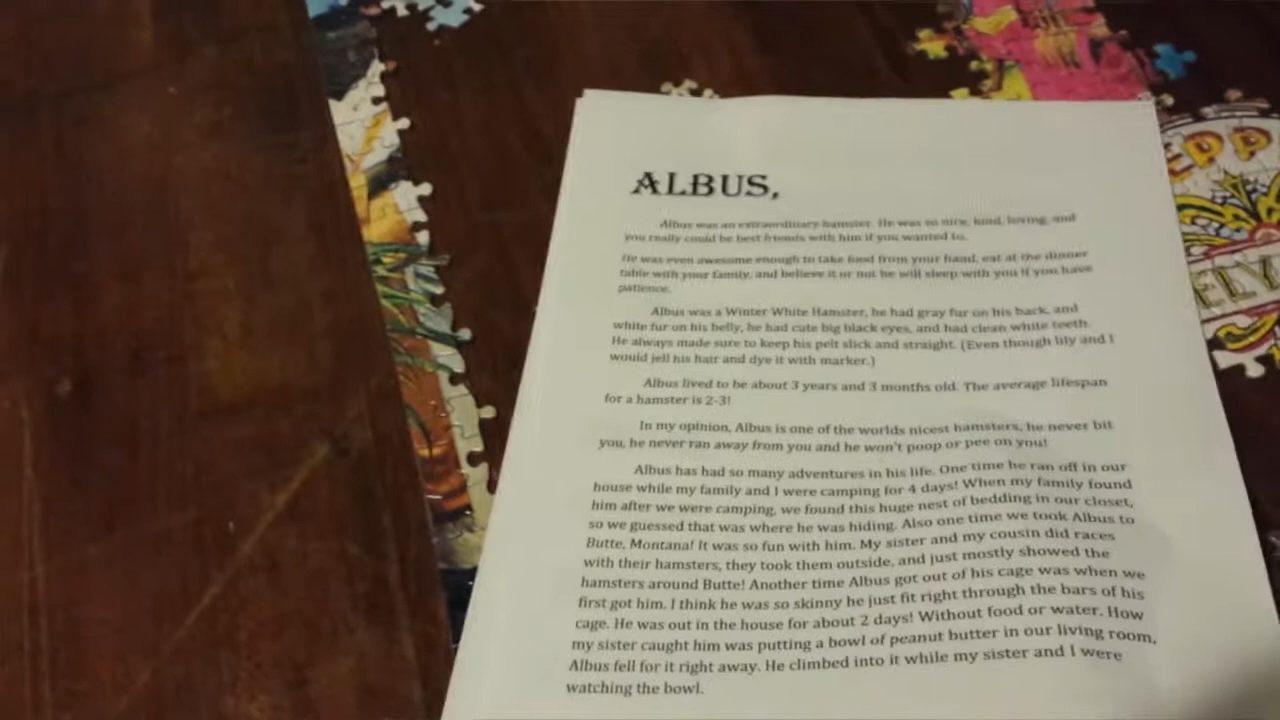 ALBUS,
Albus was an extraordinary hamster. He was so nice, kind, loving, and
you really could be best friends with him if you wanted to.
He was even awesome enough to take food from your hand, eat at the dinner
table with your family, and believe it or not he will sleep with you if you have
patience.
Albus was a Winter White Hamster, he had gray fur on his back, and
white fur on his belly, he had cute big black eyes, and had clean white teeth.
He always made sure to keep his pelt slick and straight. (Even though lily and I
would jell his hair and dye it with marker.)
Albus lived to be about 3 years and 3 months old. The average lifespan
for a hamster is 2-3!
In my opinion, Albus is one of the worlds nicest hamsters, he never bit
you, he never ran away from you and he won't poop or pee on you!
Albus has had so many adventures in his life. One time he ran off in our
house while my family and I were camping for 4 days! When my family found
him after we were camping, we found this huge nest of bedding in our closet,
so we guessed that was where he was hiding. Also one time we took Albus to
Butte, Montana! It was so fun with him. My sister and my cousin did races
with their hamsters, they took them outside, and just mostly showed the
hamsters around Butte! Another time Albus got out of his cage was when we
first got him. I think he was so skinny he just fit right through the bars of his
cage. He was out in the house for about 2 days! Without food or water. How
my sister caught him was putting a bowl of peanut butter in our living room,
Albus fell for it right away. He climbed into it while my sister and I were
watching the bowl.
EPP
ELY